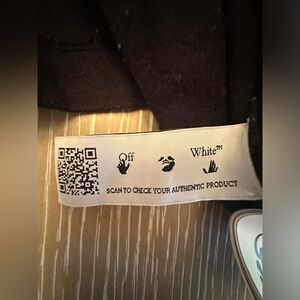 Off White™
SCAN TO CHECK YOUR AUTHENTIC PRODUCT